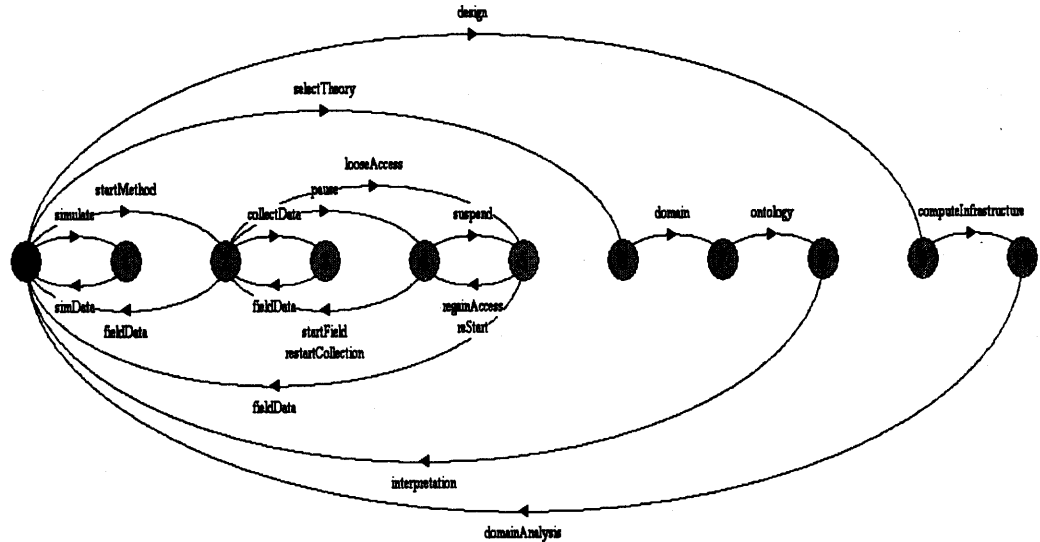 design
selectTheory
looseAccess
startMethod
pause
simulate
collectData
suspend
domain
ontology
computeInfrastructure
simData
fieldData
regainAccess
fieldData
startField
reStart
restartCollection
fieldData
interpretation
domainAnalysis